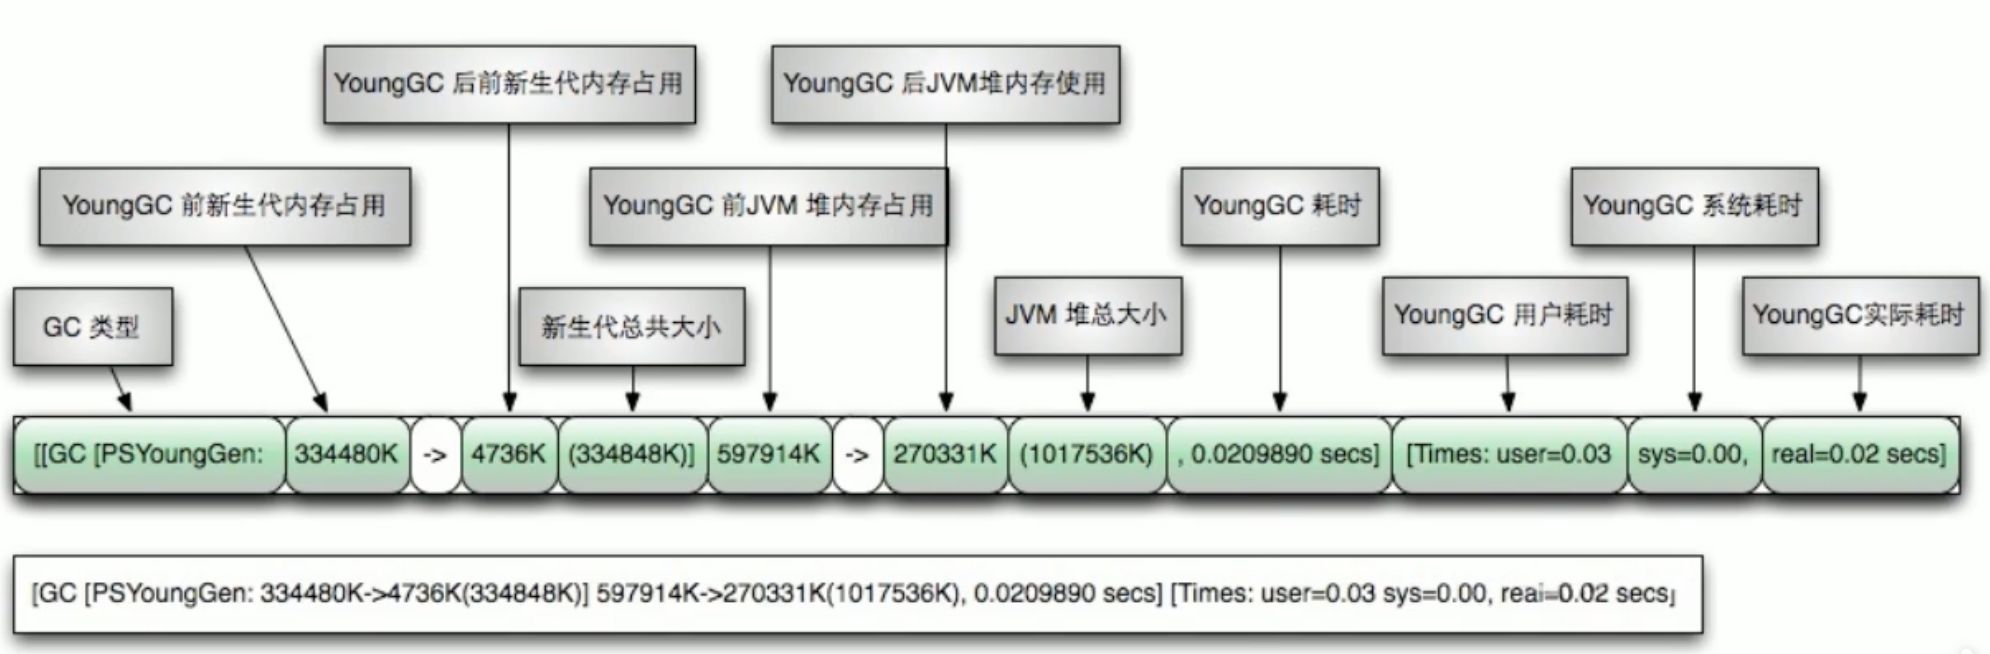 YoungGC 后前新生代内存占用
YoungGC 后JVM堆内存使用
YoungGC 前新生代内存占用
YoungGC 前JVM 堆内存占用
YoungGC 耗时
YoungGC 系统耗时
GC 类型
新生代总共大小
JVM 堆总大小
YoungGC 用户耗时
YoungGC实际耗时
[[GC [PSYoungGen: 334480K -> 4736K (334848K)] 597914K -> 270331K (1017536K) , 0.0209890 secs] [Times: user=0.03 sys=0.00, real=0.02 secs]
[GC [PSYoungGen: 334480K->4736K(334848K)] 597914K->270331K(1017536K), 0.0209890 secs] [Times: user=0.03 sys=0.00, real=0.02 secs]